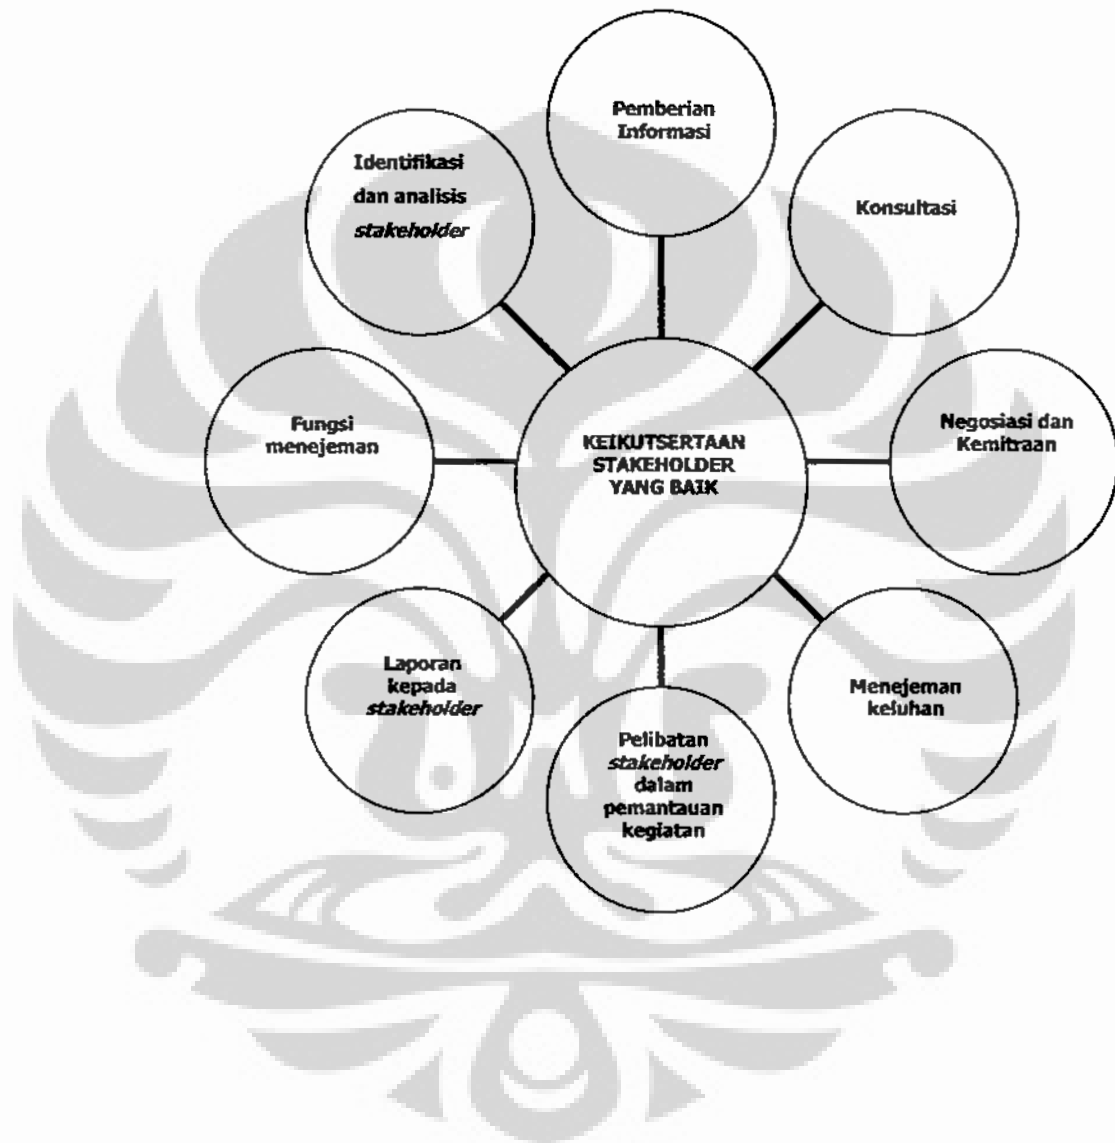 Pemberian
Informasi
Identifikasi
dan analisis
stakeholder
Konsultasi
Fungsi
menejeman
KEIKUTSERTAAN
STAKEHOLDER
YANG BAIK
Negosiasi dan
Kemitraan
Laporan
kepada
stakeholder
Pelibatan
stakeholder
dalam
pemantauan
kegiatan
Menejeman
keluhan